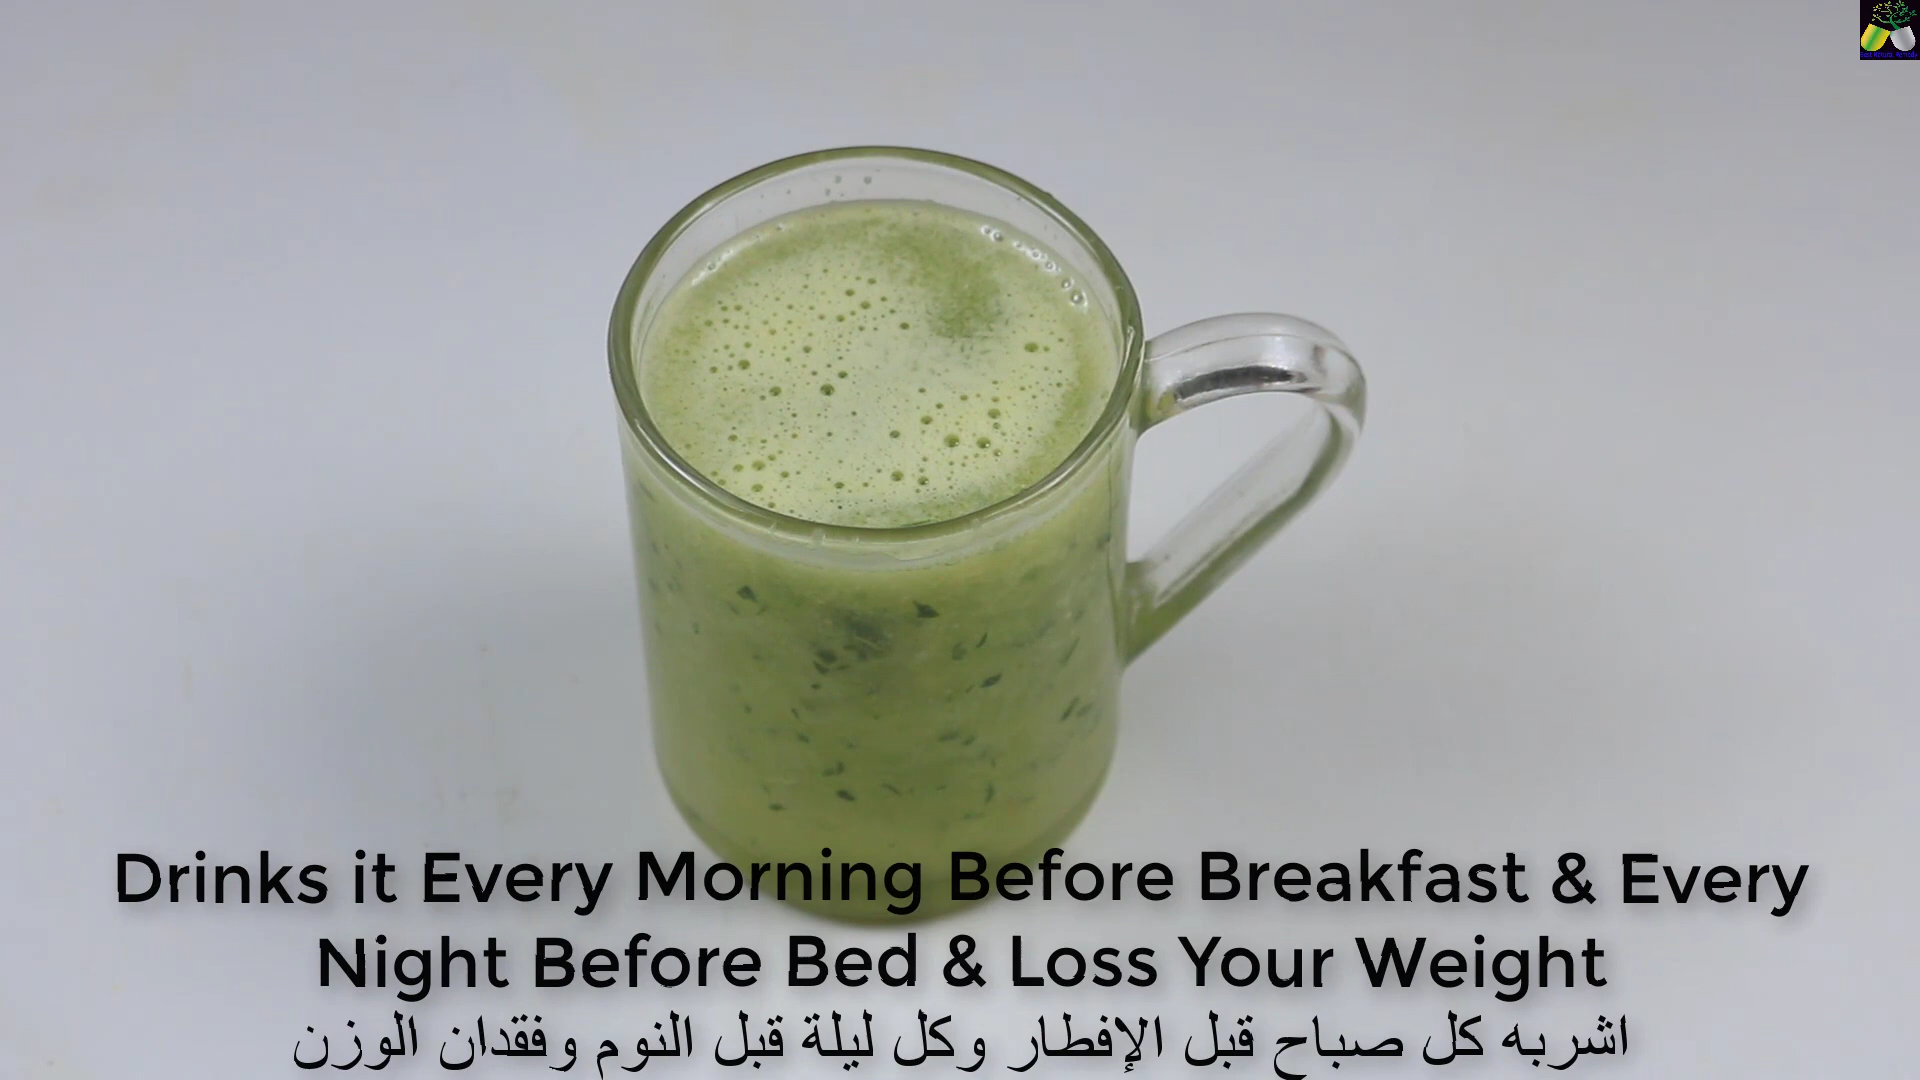 Drinks it Every Morning Before Breakfast & Every
Night Before Bed & Loss Your Weight
اشربه كل صباح قبل الإفطار وكل ليلة قبل النوم وفقدان الوزن